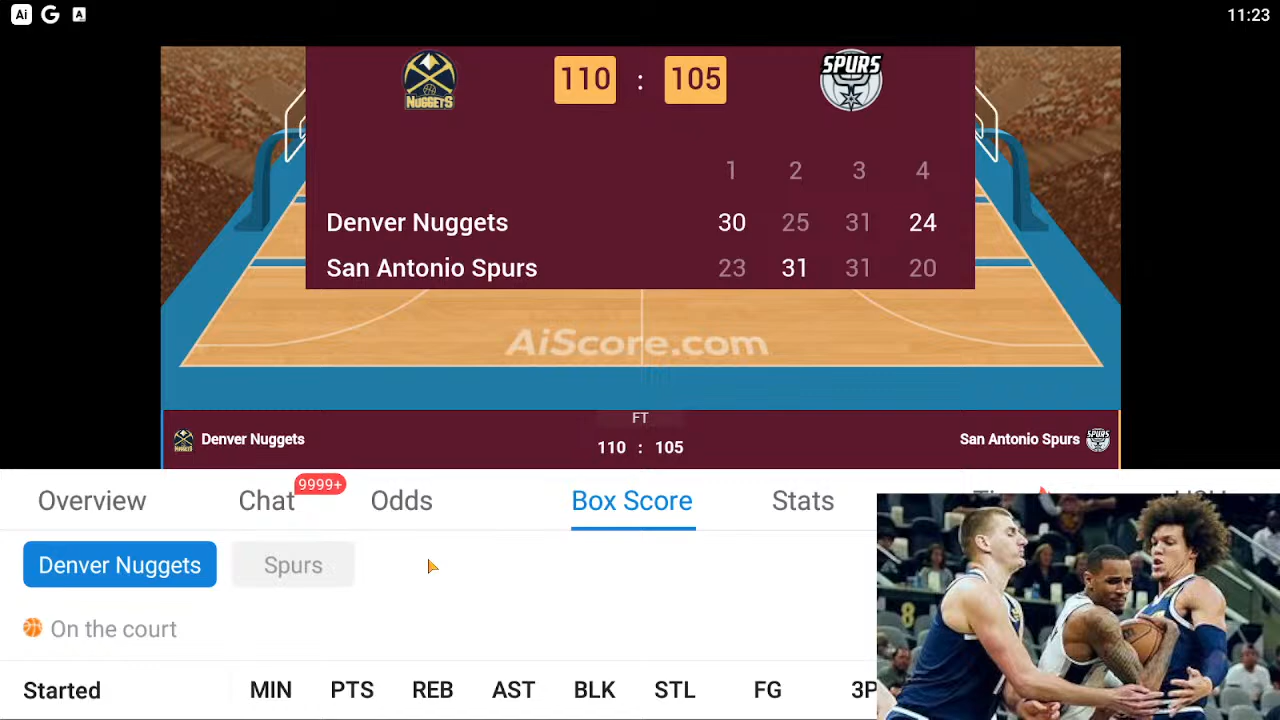 Ai G A 11:23
NUGGETS 110 : 105 SPURS
1 2 3 4
Denver Nuggets 30 25 31 24
San Antonio Spurs 23 31 31 20
AiScore.com
FT
Denver Nuggets 110 : 105 San Antonio Spurs
Overview Chat 9999+ Odds Box Score Stats
Denver Nuggets Spurs
On the court
8
Started MIN PTS REB AST BLK STL FG 3P